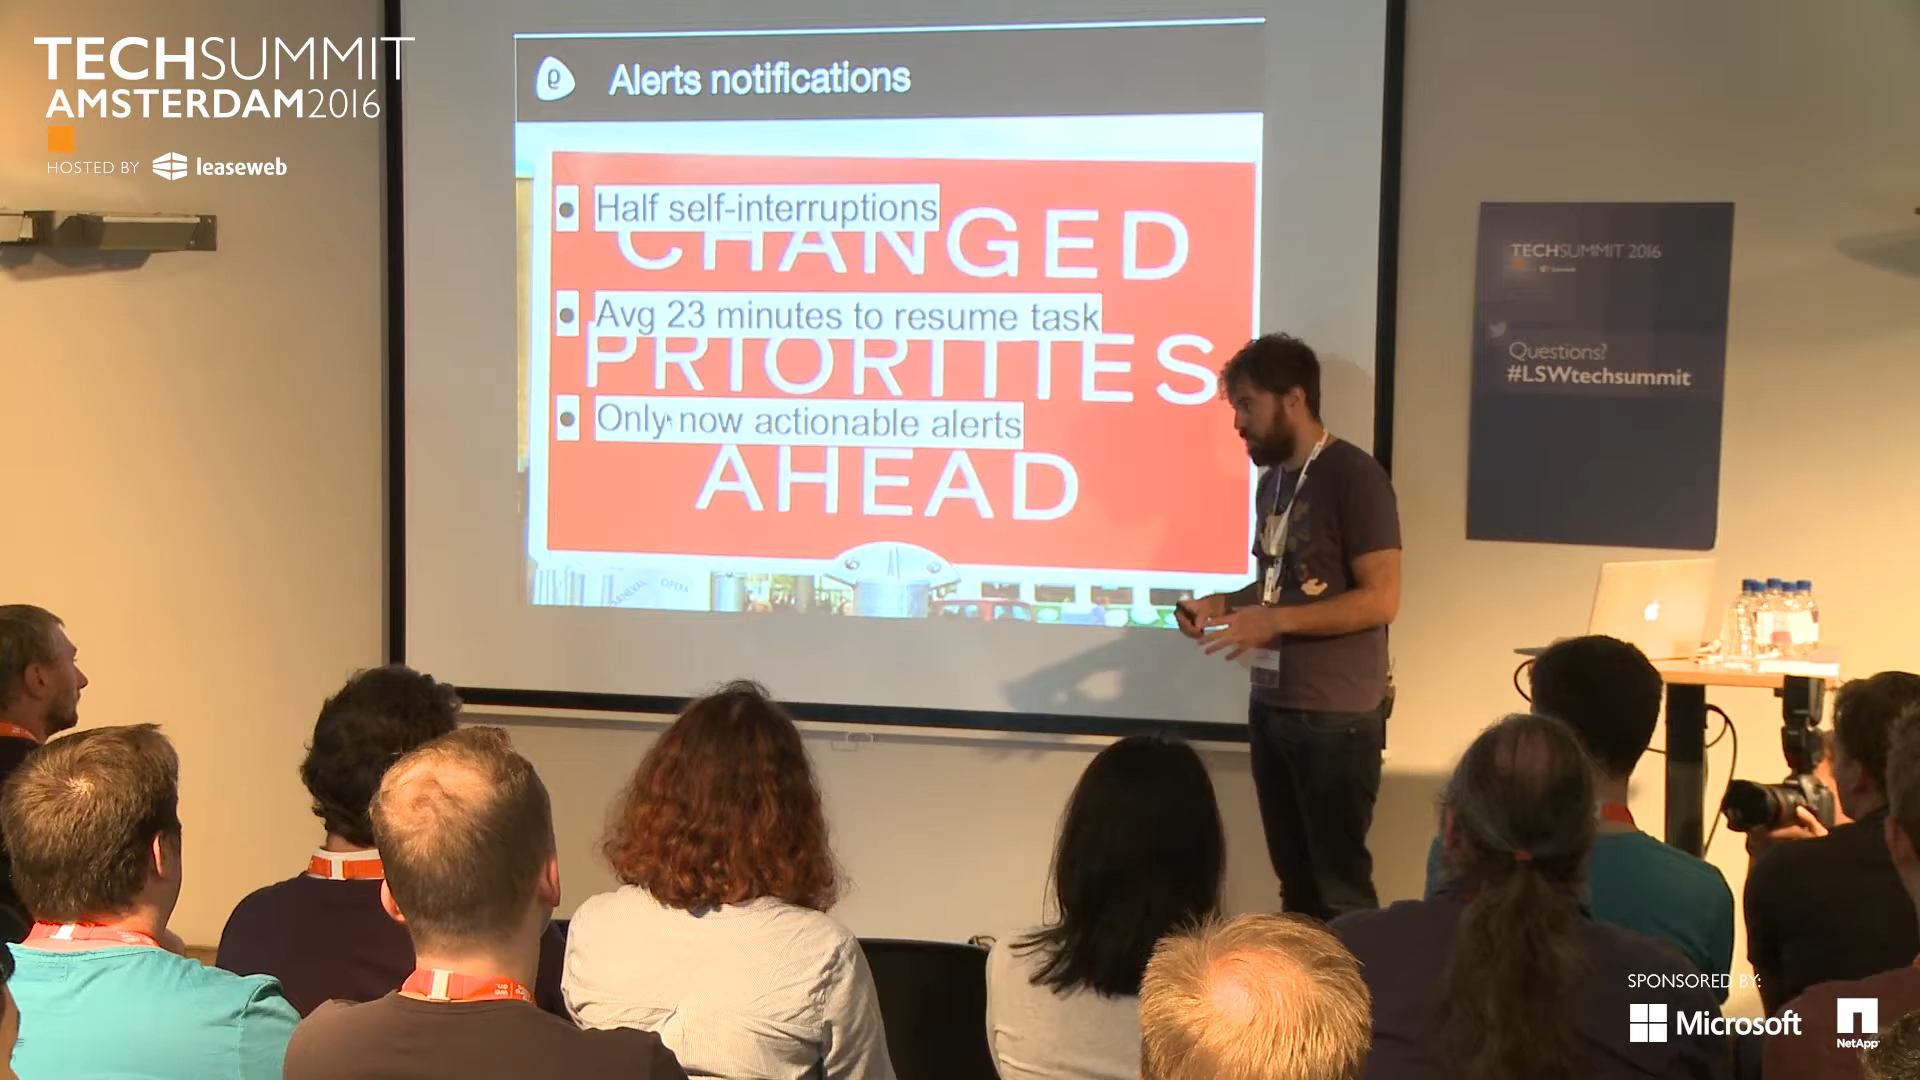 TECHSUMMIT
AMSTERDAM2016
HOSTED BY leaseweb
Alerts notifications
• Half self-interruptions
CHANGED
• Avg 23 minutes to resume task
PRIORITIES
• Only now actionable alerts
AHEAD
OPERA
TECHSUMMIT 2016
Questions?
#LSWtechsummit
SPONSORED BY:
Microsoft
NetApp